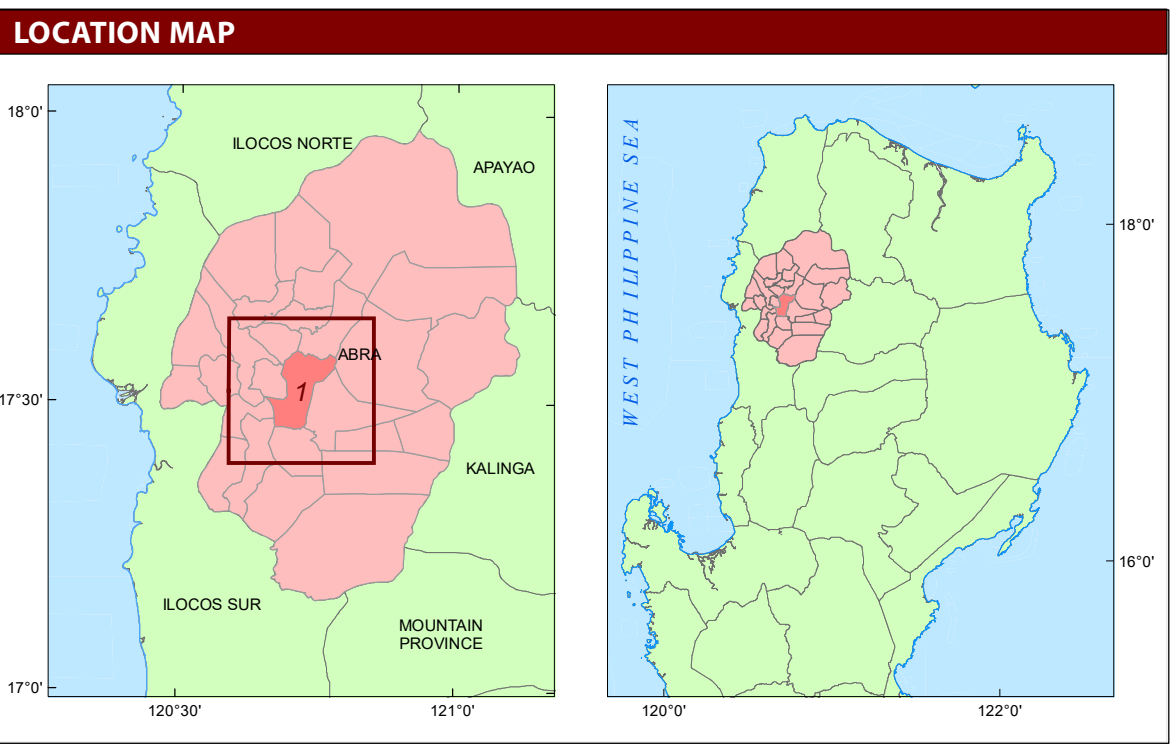 LOCATION MAP
18°0'
ILOCOS NORTE
APAYAO
ABRA
1
17°30'
KALINGA
ILOCOS SUR
MOUNTAIN
PROVINCE
17°0'
120°30'
121°0'
WEST PHILIPPINE SEA
18°0'
16°0'
120°0'
122°0'